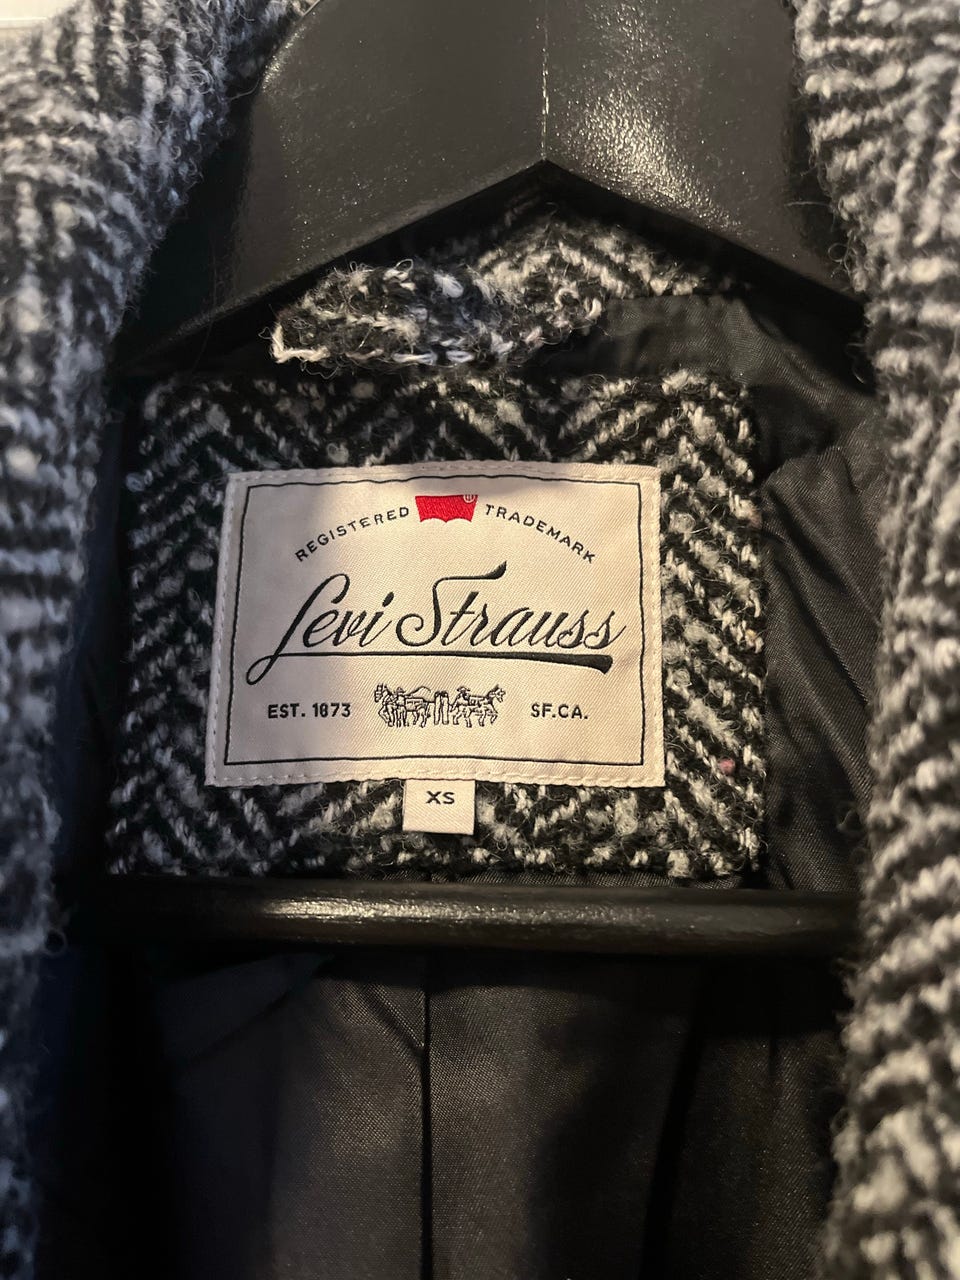 REGISTERED TRADEMARK
Levi Strauss
EST. 1873 SF.CA.
XS